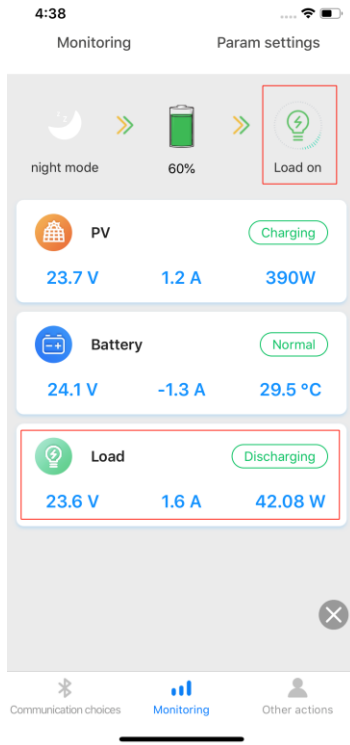 4:38
Monitoring Param settings
night mode 60% Load on
PV Charging
23.7 V 1.2 A 390W
Battery Normal
24.1 V -1.3 A 29.5 °C
Load Discharging
23.6 V 1.6 A 42.08 W
Communication choices Monitoring Other actions